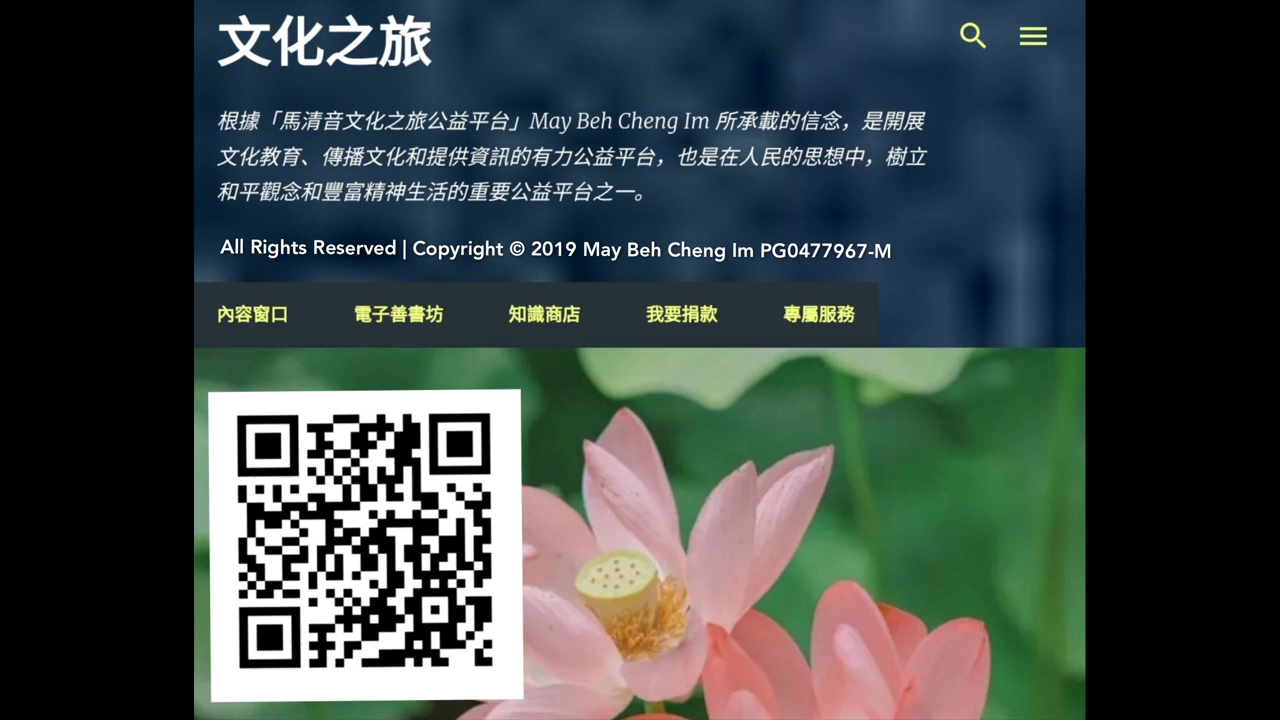 文化之旅
根據「馬清音文化之旅公益平台」May Beh Cheng Im 所承載的信念，是開展
文化教育、傳播文化和提供資訊的有力公益平台，也是在人民的思想中，樹立
和平觀念和豐富精神生活的重要公益平台之一。
All Rights Reserved | Copyright © 2019 May Beh Cheng Im PG0477967-M
內容窗口 電子善書坊 知識商店 我要捐款 專屬服務